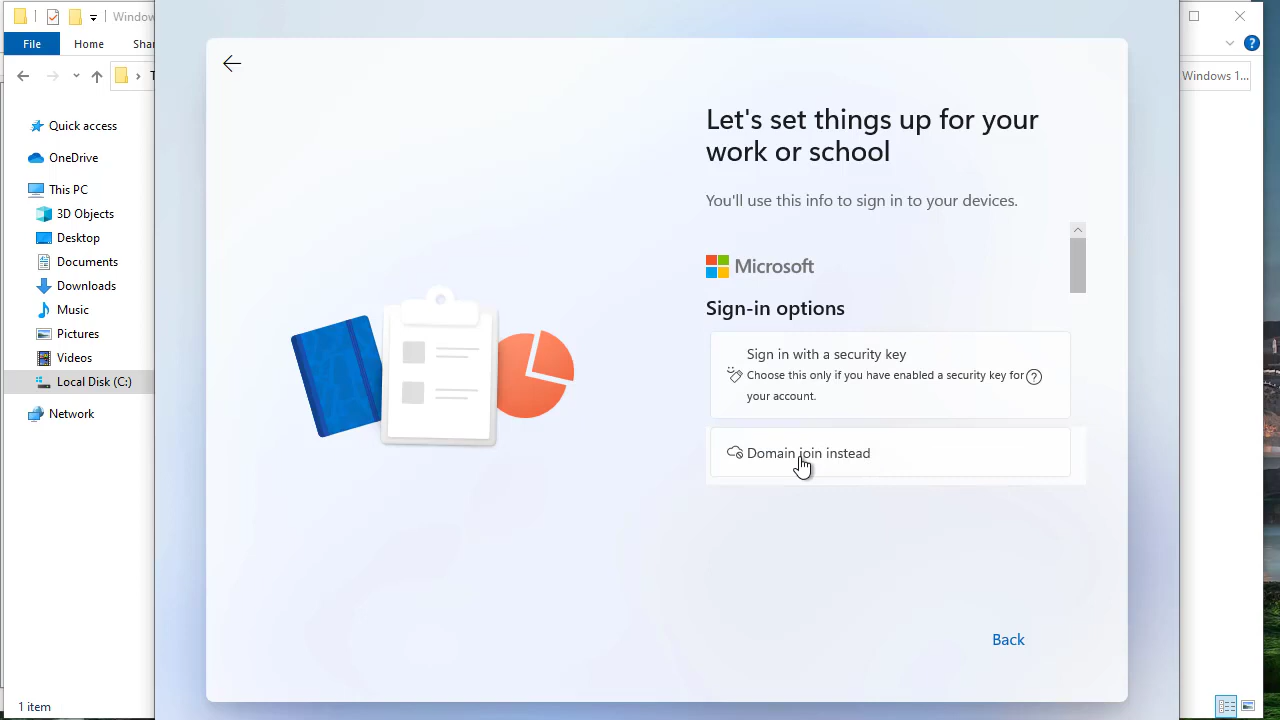 Window
File
Home
Shar
T
Windows 1...
Quick access
OneDrive
This PC
3D Objects
Desktop
Documents
Downloads
Music
Pictures
Videos
Local Disk (C:)
Network
1 item
Let's set things up for your
work or school
You'll use this info to sign in to your devices.
Microsoft
Sign-in options
Sign in with a security key
Choose this only if you have enabled a security key for
your account.
Domain join instead
Back